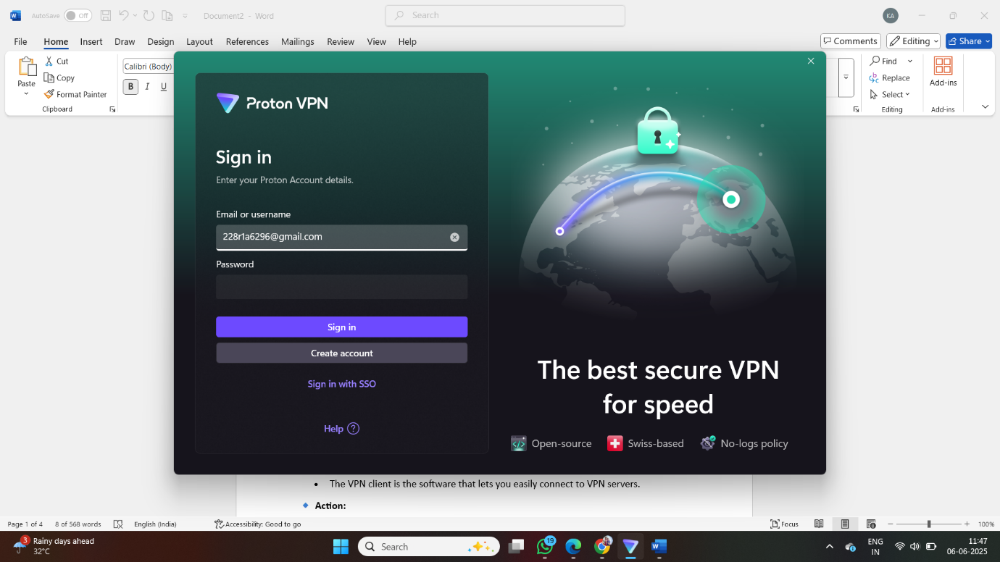 AutoSave Off Document2 - Word Search KA
File Home Insert Draw Design Layout References Mailings Review View Help Comments Editing Share
Paste
Cut
Copy
Format Painter
Clipboard
Calibri (Body)
B I U
Find
Replace
Select
Editing
Add-ins
Add-ins
Proton VPN
Sign in
Enter your Proton Account details.
Email or username
228r1a6296@gmail.com
Password
Sign in
Create account
Sign in with SSO
Help ?
The best secure VPN
for speed
Open-source Swiss-based No-logs policy
• The VPN client is the software that lets you easily connect to VPN servers.
Action:
Page 1 of 4 8 of 568 words English (India) Accessibility: Good to go Focus 100%
3 Rainy days ahead
32°C
Search
19
ENG
IN
11:47
06-06-2025